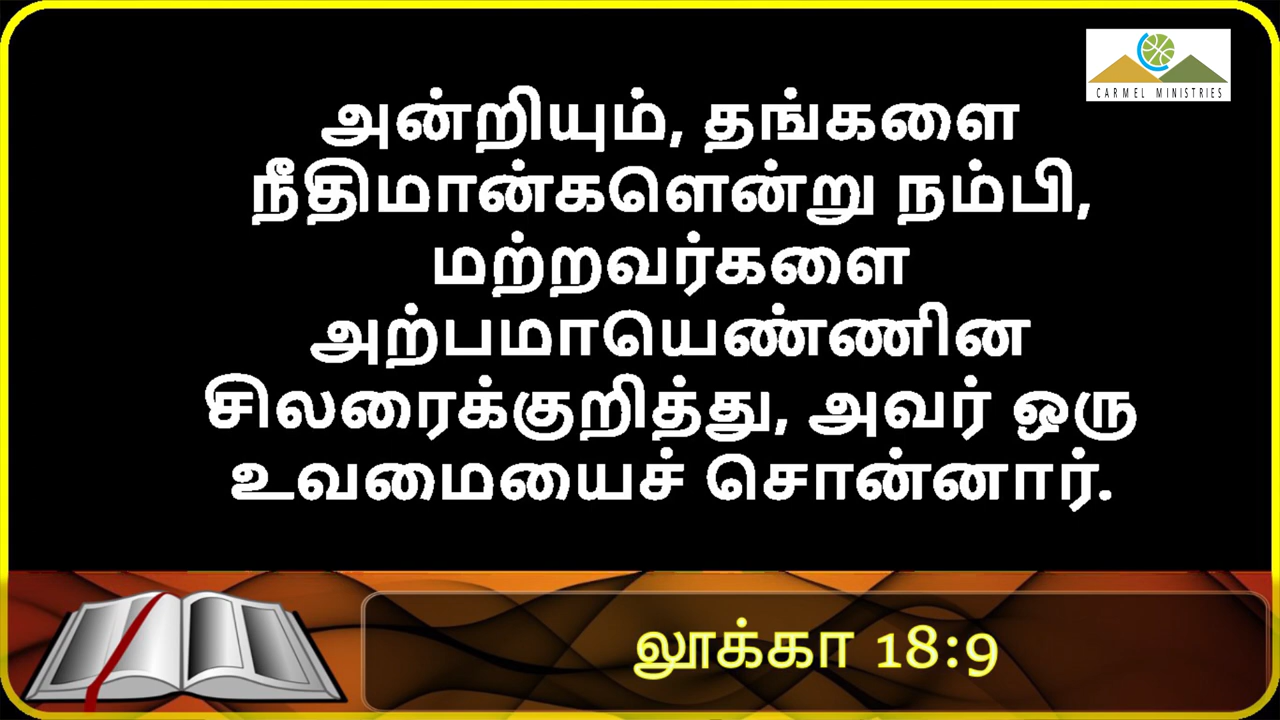 CARMEL MINISTRIES
அன்றியும், தங்களை
நீதிமான்களென்று நம்பி,
மற்றவர்களை
அற்பமாயெண்ணின
சிலரைக்குறித்து, அவர் ஒரு
உவமையைச் சொன்னார்.
லூக்கா 18:9